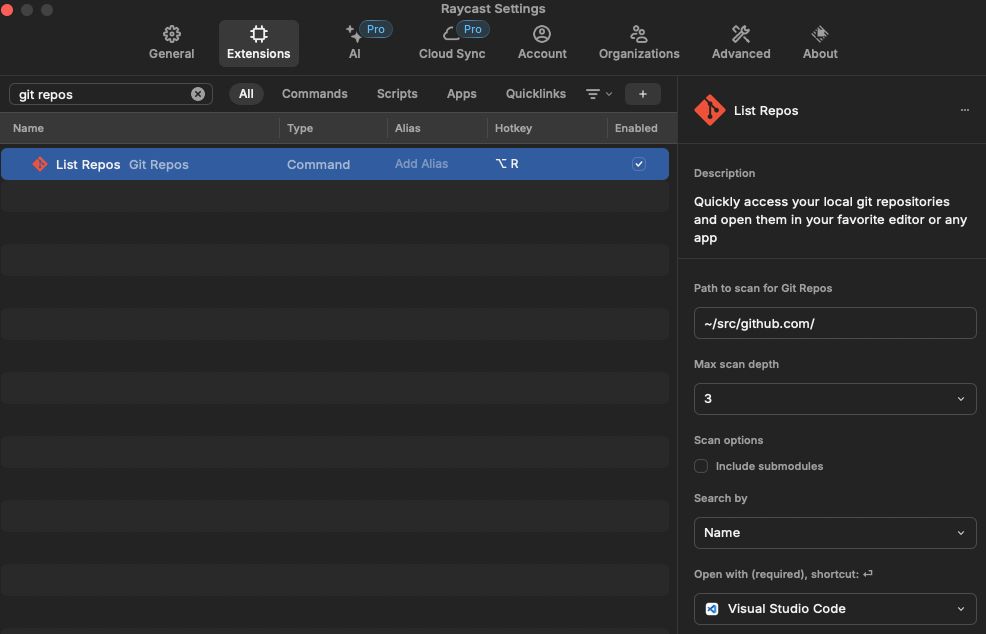 Raycast Settings
General
Extensions
AI
Pro
Cloud Sync
Pro
Account
Organizations
Advanced
About
git repos
All Commands Scripts Apps Quicklinks +
Name Type Alias Hotkey Enabled
List Repos Git Repos Command Add Alias ⌥ R
List Repos
...
Description
Quickly access your local git repositories
and open them in your favorite editor or any
app
Path to scan for Git Repos
~/src/github.com/
Max scan depth
3
Scan options
Include submodules
Search by
Name
Open with (required), shortcut: ↵
Visual Studio Code